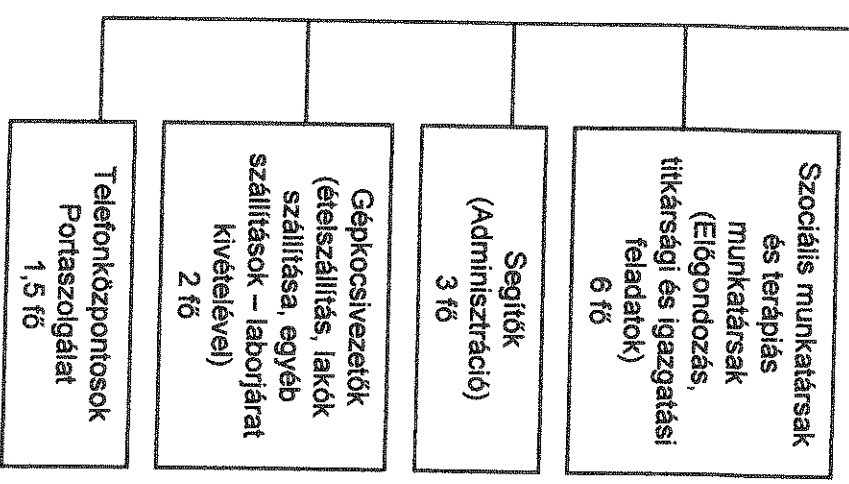 Szociális munkatársak
és terápiás
munkatársak
(Előgondozás,
titkársági és igazgatási
feladatok)
6 fő
Segítők
(Adminisztráció)
3 fő
Gépkocsivezetők
(ételszállítás, lakók
szállítása, egyéb
szállítások – laborjárat
kivételével)
2 fő
Telefonközpontosok
Portaszolgálat
1,5 fő